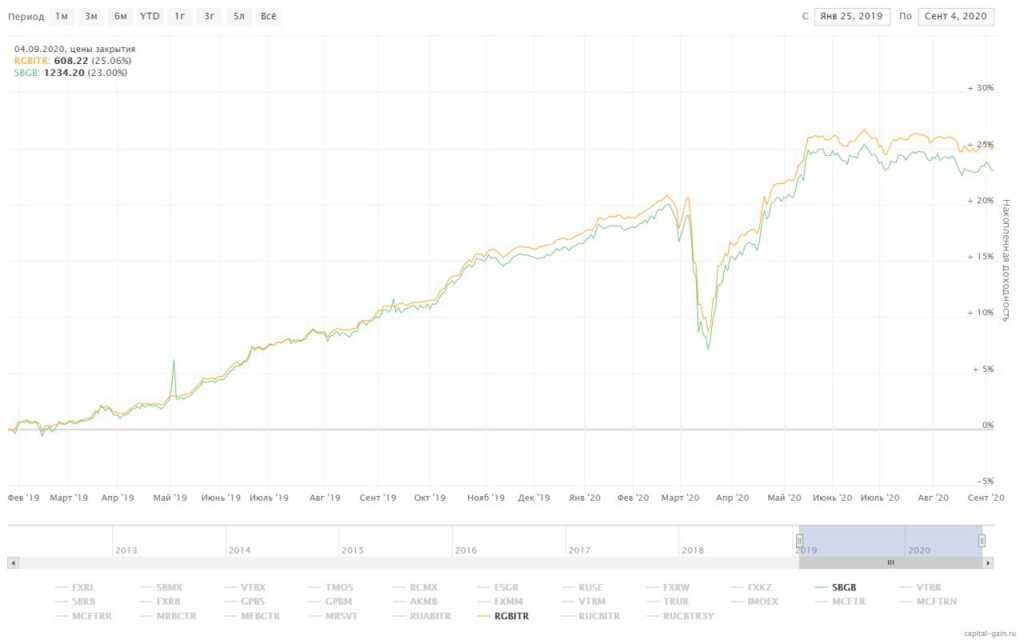 Период 1м 3м 6м YTD 1г 3г 5л Всё С Янв 25, 2019 По Сент 4, 2020
04.09.2020, цены закрытия
RGBITR: 608.22 (25.06%)
SBGB: 1234.20 (23.00%)
+ 30%
+ 25%
+ 20%
+ 15%
+ 10%
+ 5%
0%
-5%
Накопленная доходность
Фев '19 Март '19 Апр '19 Май '19 Июнь '19 Июль '19 Авг '19 Сент '19 Окт '19 Нояб '19 Дек '19 Янв '20 Фев '20 Март '20 Апр '20 Май '20 Июнь '20 Июль '20 Авг '20 Сент '20
2013 2014 2015 2016 2017 2018 2019 2020
FXRL SBMX VTBX TMOS RCMX ESGR RUSE FXRW FXKZ SBGB VTBB
SBRB FXRB GPBS GPBM AKMB FXMM VTBM TRUR IMOEX MCFTR MCFTRN
MCFTRR MRBCTR MEBCTR MRSVT RUABITR RGBITR RUCBITR RUCBTR3Y
capital-gain.ru